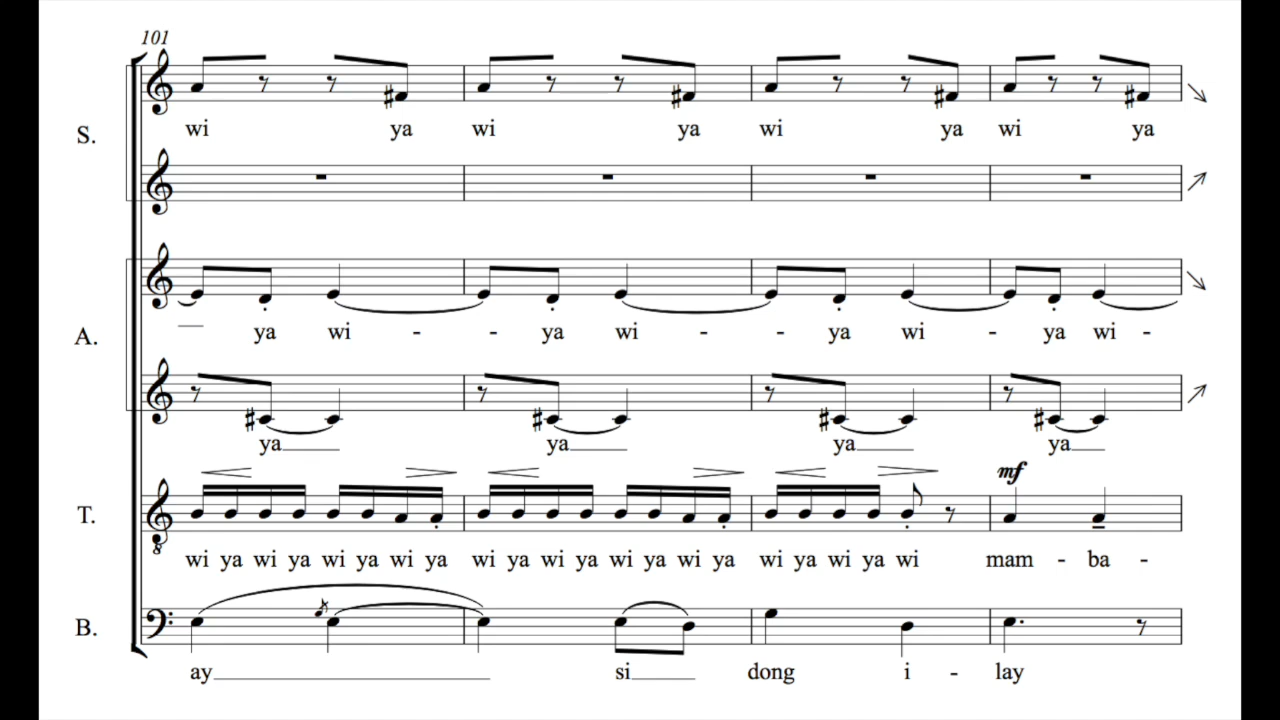 101
S.
wi ya wi ya wi ya wi ya
A.
ya wi - - ya wi - - ya wi - ya wi -
ya ya ya ya
mf
T.
wi ya wi ya wi ya wi ya wi ya wi ya wi ya wi ya wi ya wi ya wi mam - ba -
B.
ay si dong i - lay